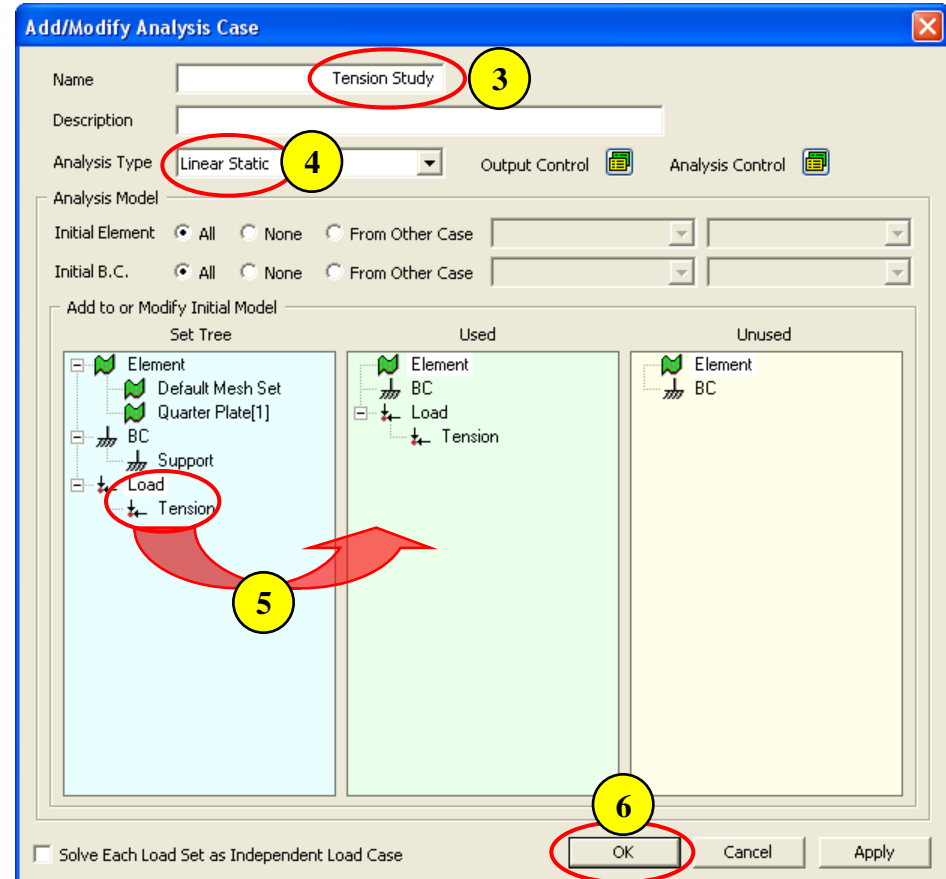 Add/Modify Analysis Case
Name Tension Study 3
Description
Analysis Type Linear Static 4 Output Control Analysis Control
Analysis Model
Initial Element All None From Other Case
Initial B.C. All None From Other Case
Add to or Modify Initial Model
Set Tree Used Unused
Element Element Element
Default Mesh Set BC BC
Quarter Plate[1] Load
BC Tension
Support
Load
Tension
5
6
Solve Each Load Set as Independent Load Case OK Cancel Apply